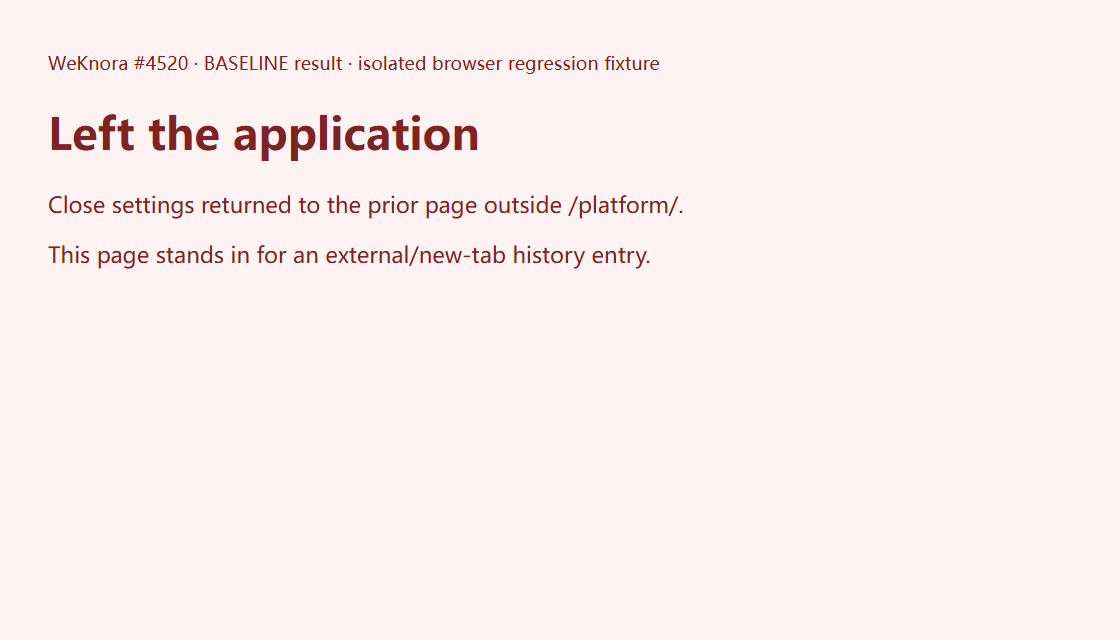 WeKnora #4520 · BASELINE result · isolated browser regression fixture
Left the application
Close settings returned to the prior page outside /platform/.
This page stands in for an external/new-tab history entry.